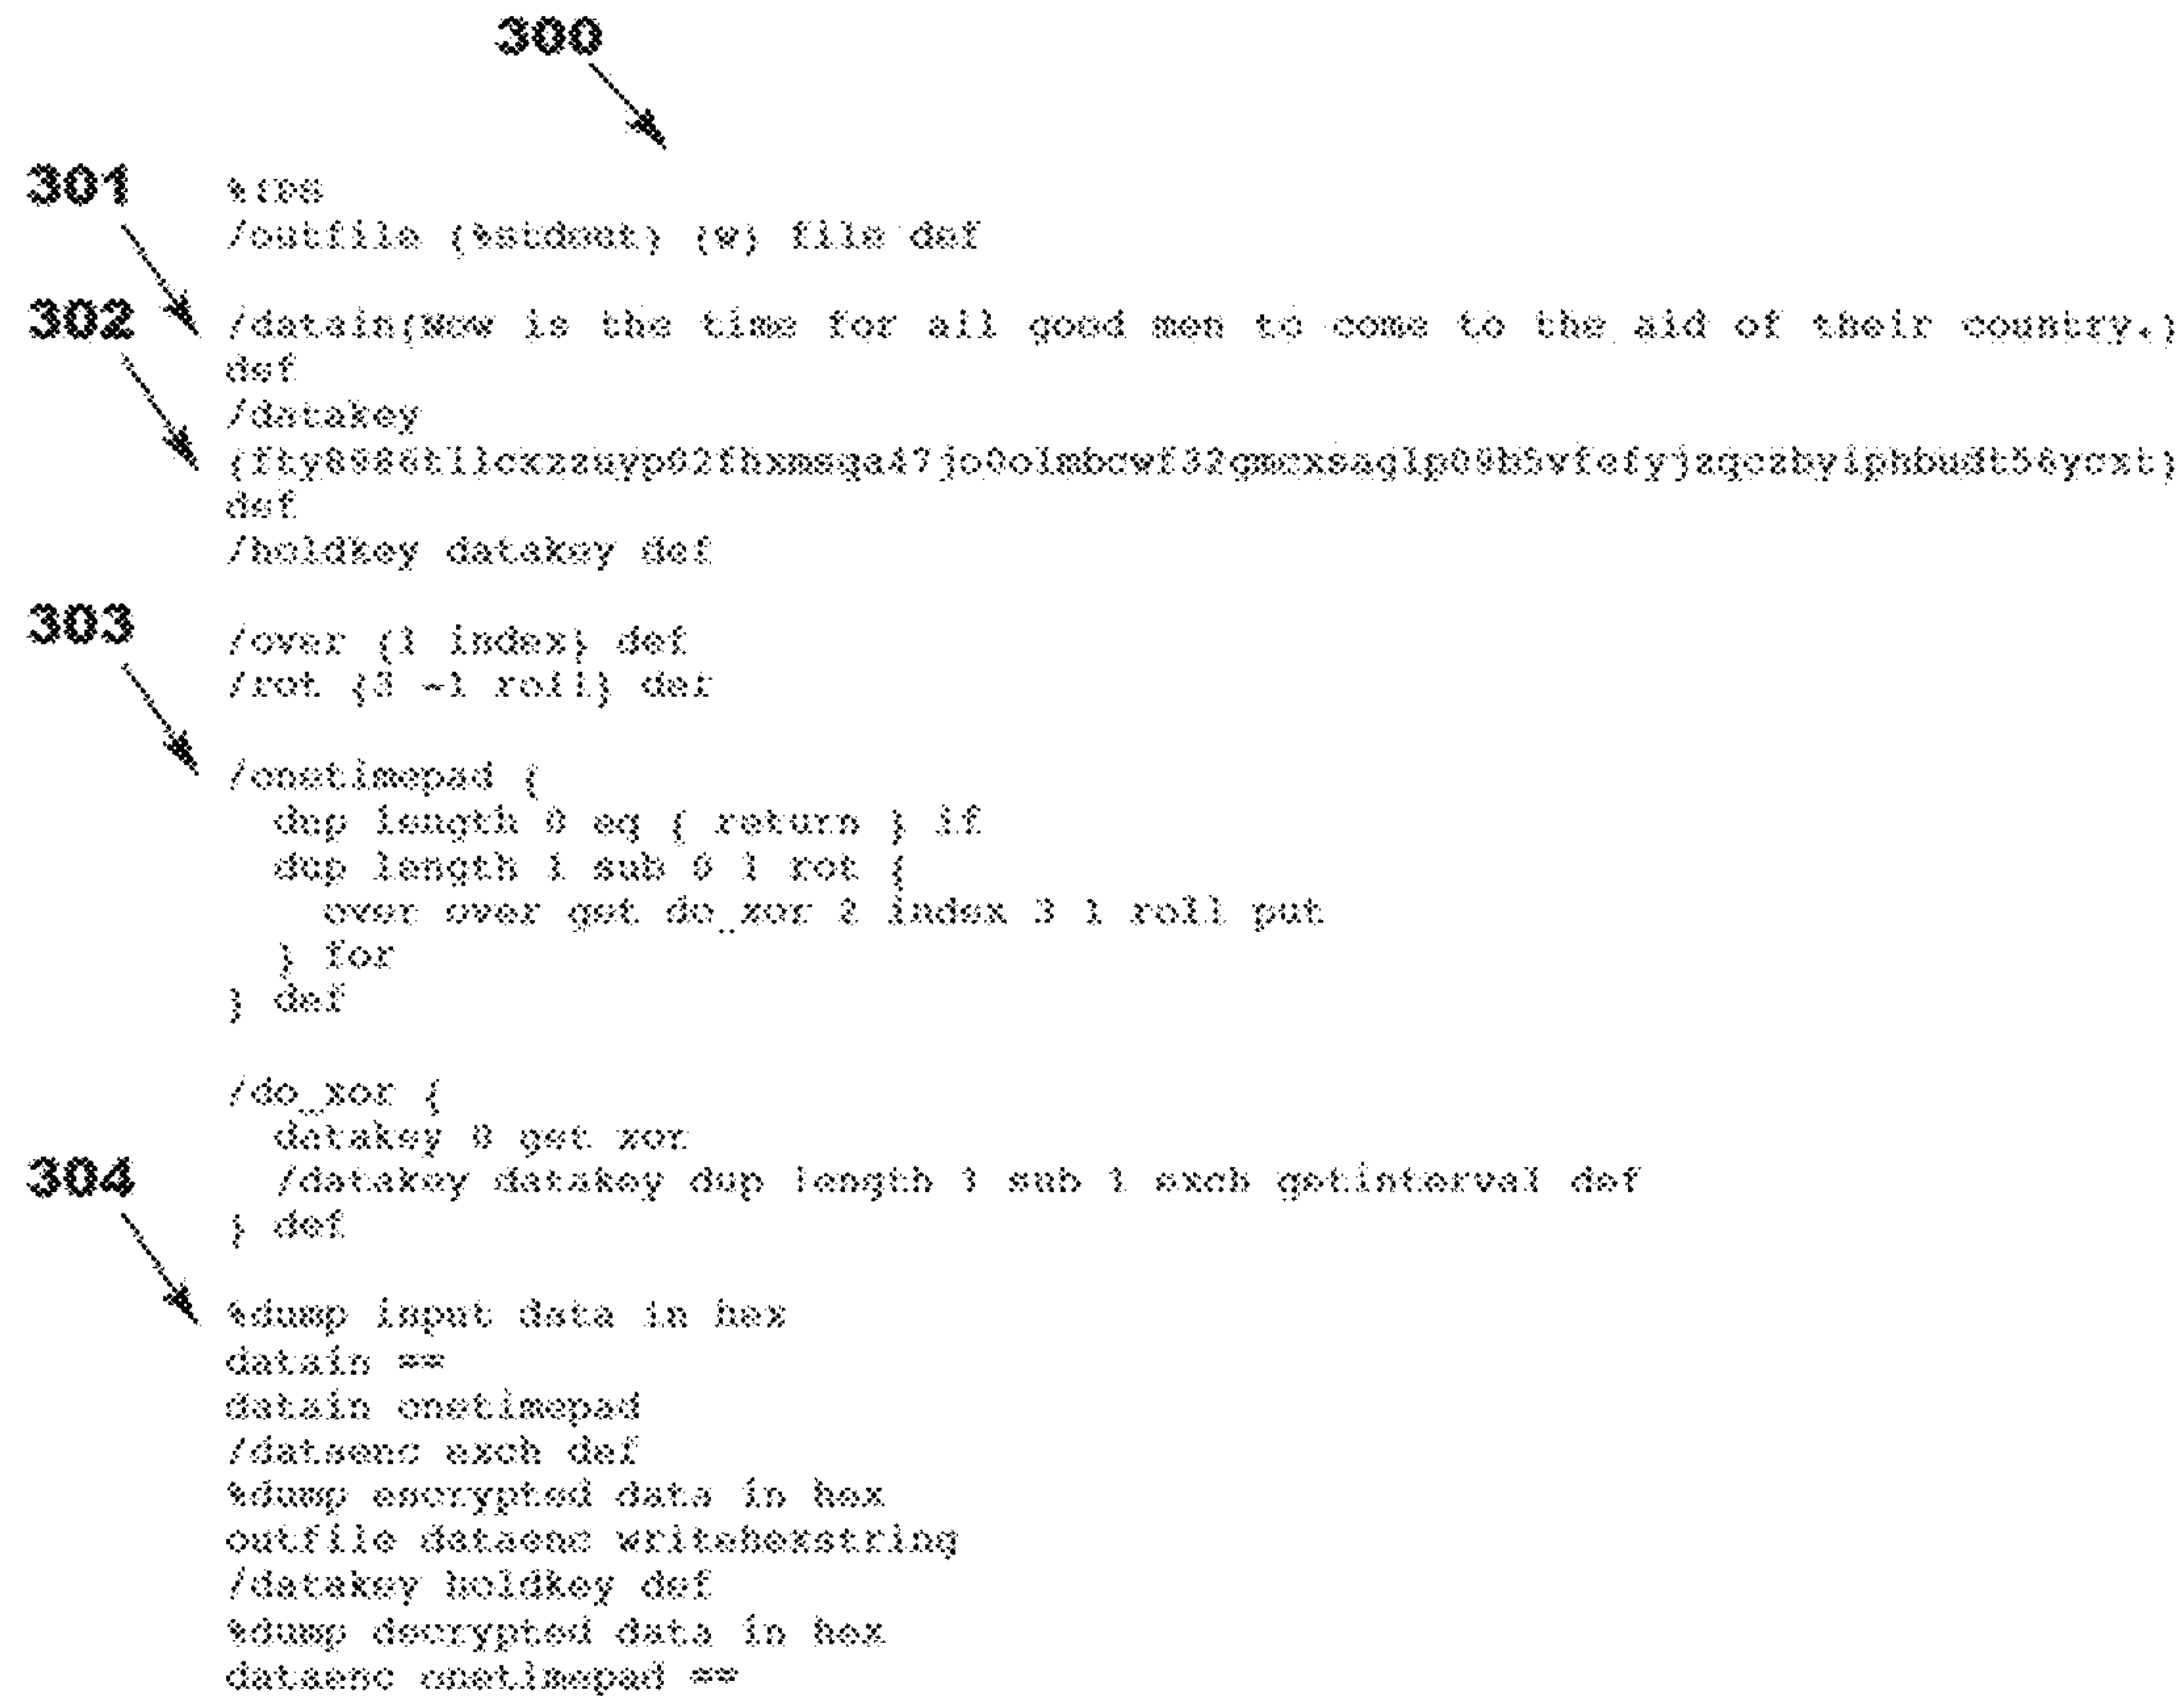 300
301
%!PS
/outfile (%stdout) (w) file def
302
/datain(Now is the time for all good men to come to the aid of their country.)
def
/datakey
def
/holdkey datakey def
303
/over {1 index} def
/rot {3 -1 roll} def
/onetimepad {
dup length 0 eq { return } if
dup length 1 sub 0 1 rot {
over over get do_xor 2 index 3 1 roll put
} for
} def
/do_xor {
datakey 0 get xor
304
/datakey datakey dup length 1 sub 1 exch getinterval def
} def
%dump input data in hex
datain ==
datain onetimepad
/dataenc exch def
%dump encrypted data in hex
outfile dataenc writehexstring
/datakey holdkey def
%dump decrypted data in hex
dataenc onetimepad ==